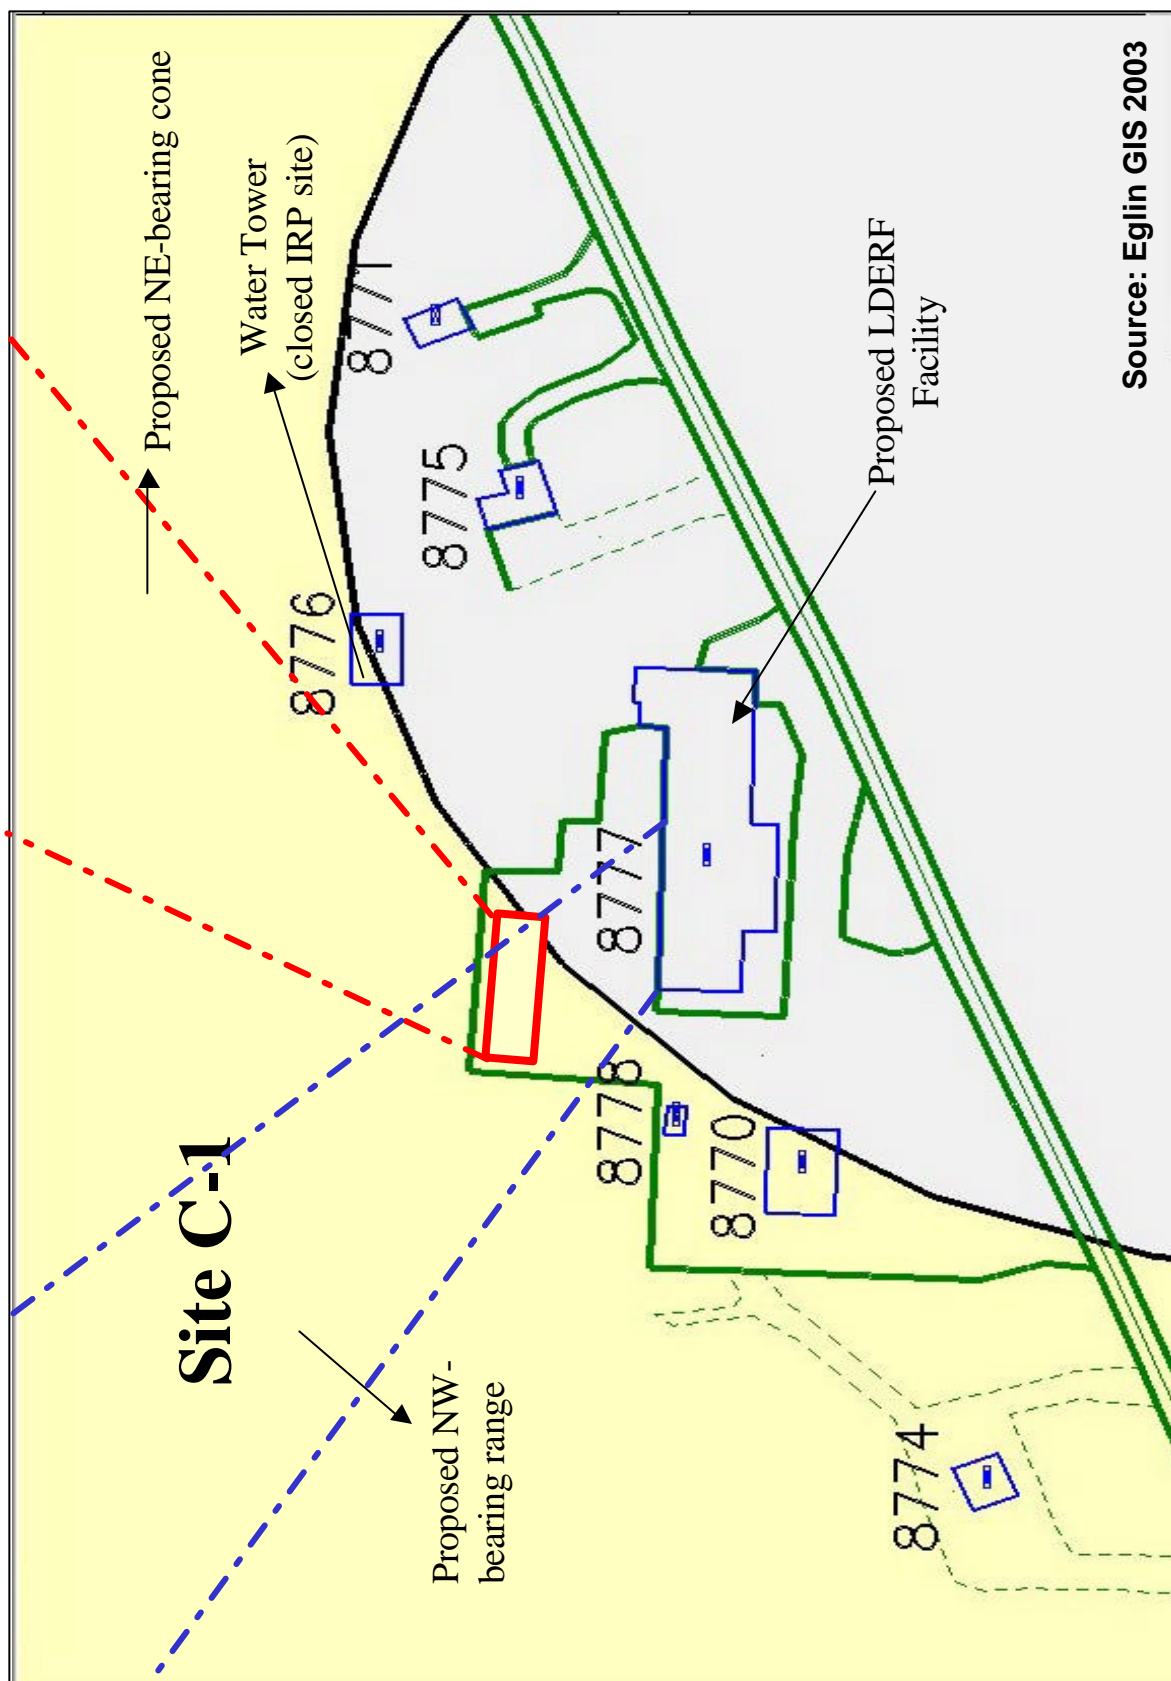 Site C-1
Proposed NE-bearing cone
Water Tower
(closed IRP site)
8771
8776
8775
8777
8778
8770
8774
Proposed NW-
bearing range
Proposed LDERF
Facility
Source: Eglin GIS 2003